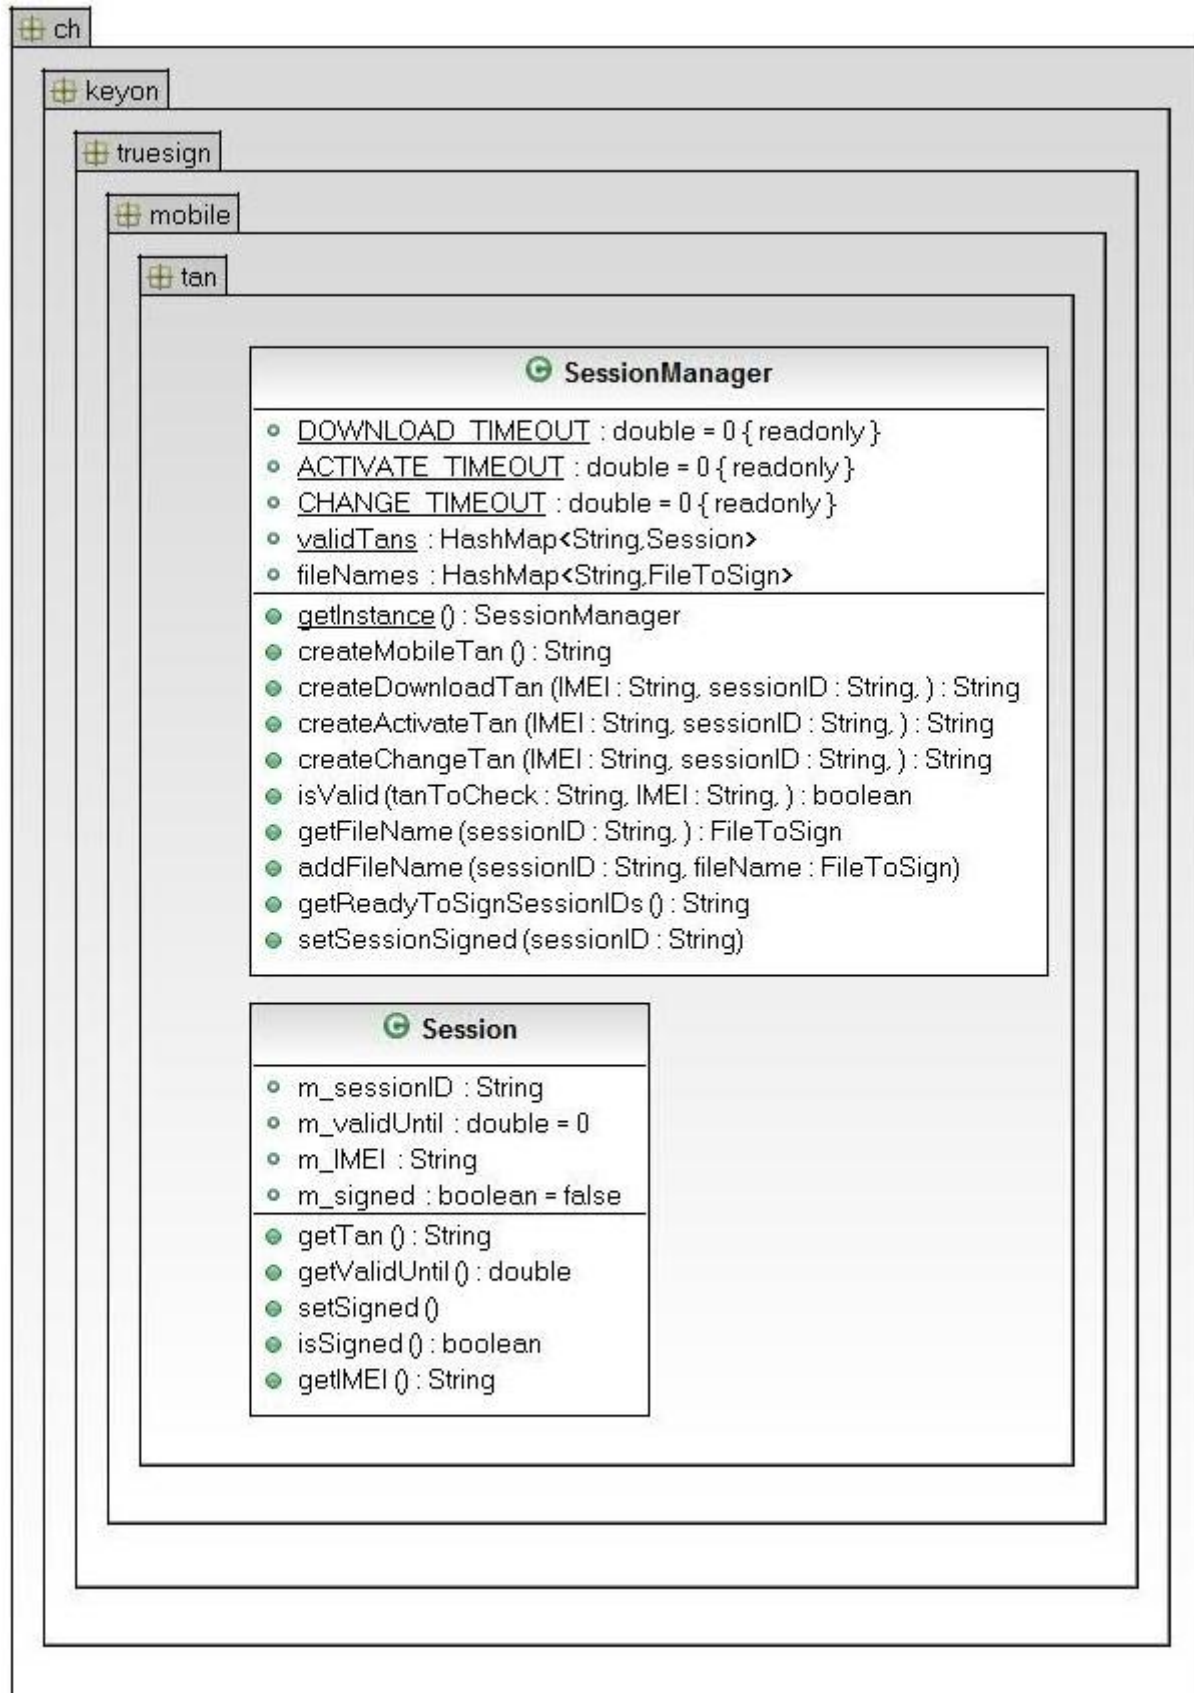 ch
keyon
truesign
mobile
tan
SessionManager
DOWNLOAD_TIMEOUT : double = 0 { readonly }
ACTIVATE_TIMEOUT : double = 0 { readonly }
CHANGE_TIMEOUT : double = 0 { readonly }
validTans : HashMap<String,Session>
fileNames : HashMap<String,FileToSign>
getInstance () : SessionManager
createMobileTan () : String
createDownloadTan (IMEI : String, sessionID : String, ) : String
createActivateTan (IMEI : String, sessionID : String, ) : String
createChangeTan (IMEI : String, sessionID : String, ) : String
isValid (tanToCheck : String, IMEI : String, ) : boolean
getFileName (sessionID : String, ) : FileToSign
addFileName (sessionID : String, fileName : FileToSign)
getReadyToSignSessionIDs () : String
setSessionSigned (sessionID : String)
Session
m_sessionID : String
m_validUntil : double = 0
m_IMEI : String
m_signed : boolean = false
getTan () : String
getValidUntil () : double
setSigned ()
isSigned () : boolean
getIMEI () : String